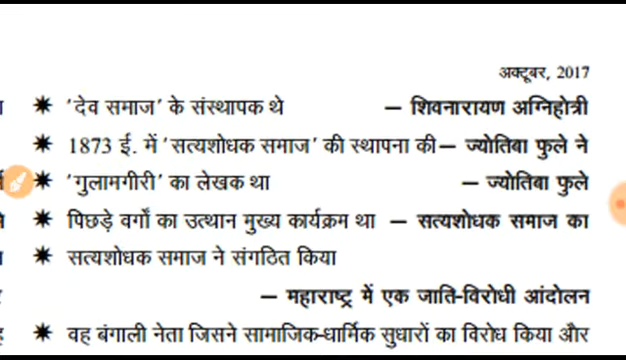 अक्टूबर, 2017
✷ 'देव समाज' के संस्थापक थे — शिवनारायण अग्निहोत्री
✷ 1873 ई. में 'सत्यशोधक समाज' की स्थापना की— ज्योतिबा फुले ने
✷ 'गुलामगीरी' का लेखक था — ज्योतिबा फुले
✷ पिछड़े वर्गों का उत्थान मुख्य कार्यक्रम था — सत्यशोधक समाज का
✷ सत्यशोधक समाज ने संगठित किया
— महाराष्ट्र में एक जाति-विरोधी आंदोलन
✷ वह बंगाली नेता जिसने सामाजिक-धार्मिक सुधारों का विरोध किया और